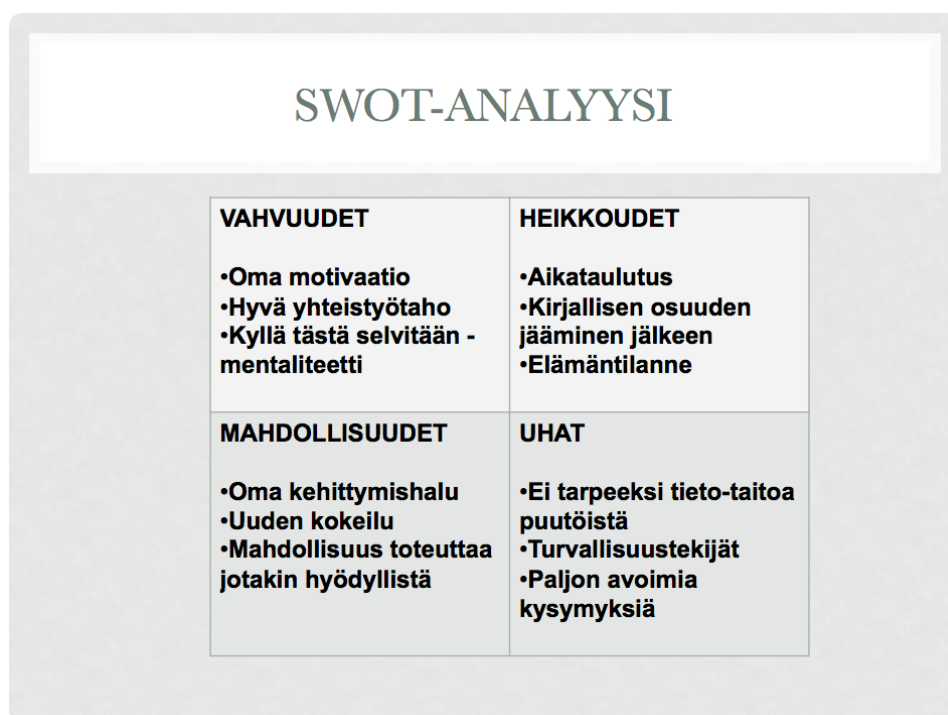 SWOT-ANALYYSI
VAHVUUDET
•Oma motivaatio
•Hyvä yhteistyötaho
•Kyllä tästä selvitään -
mentaliteetti
HEIKKOUDET
•Aikataulutus
•Kirjallisen osuuden
jääminen jälkeen
•Elämäntilanne
MAHDOLLISUUDET
•Oma kehittymishalu
•Uuden kokeilu
•Mahdollisuus toteuttaa
jotakin hyödyllistä
UHAT
•Ei tarpeeksi tieto-taitoa
puutöistä
•Turvallisuustekijät
•Paljon avoimia
kysymyksiä